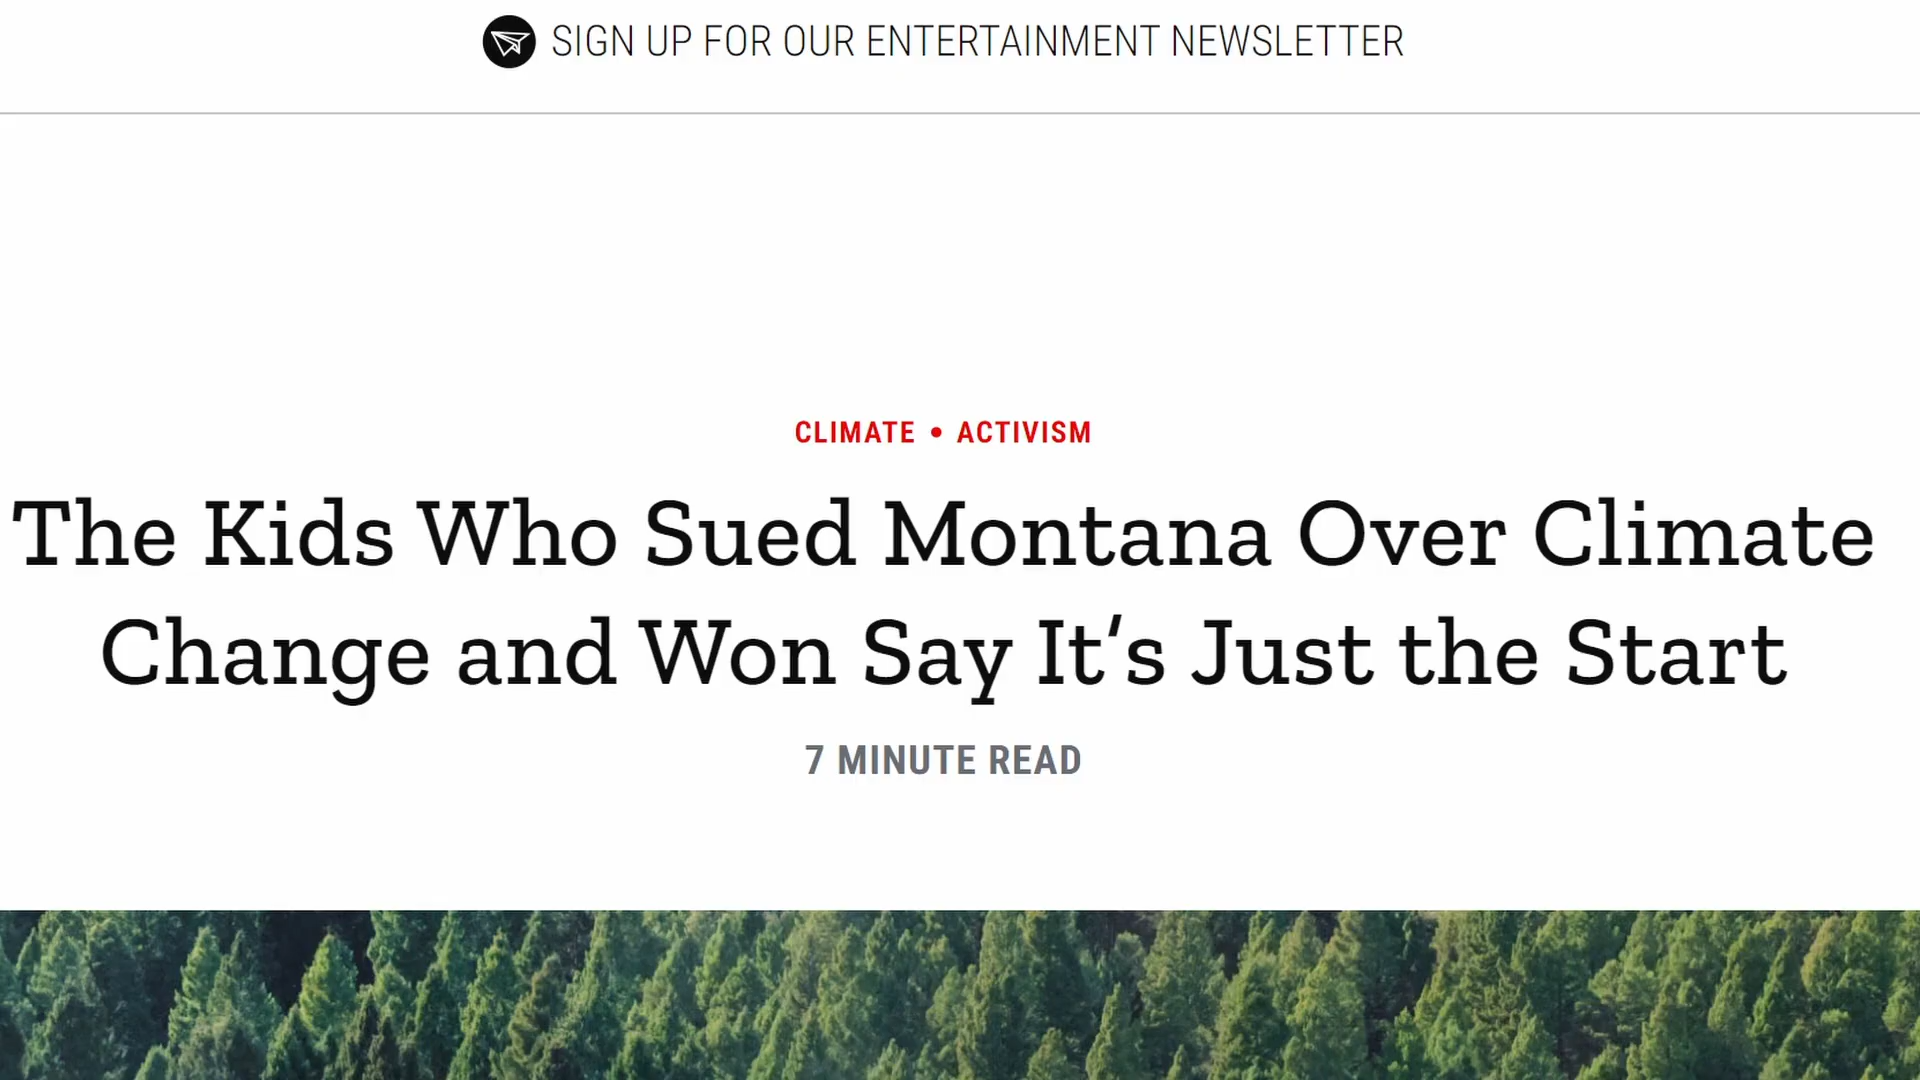 SIGN UP FOR OUR ENTERTAINMENT NEWSLETTER
CLIMATE • ACTIVISM
The Kids Who Sued Montana Over Climate
Change and Won Say It’s Just the Start
7 MINUTE READ